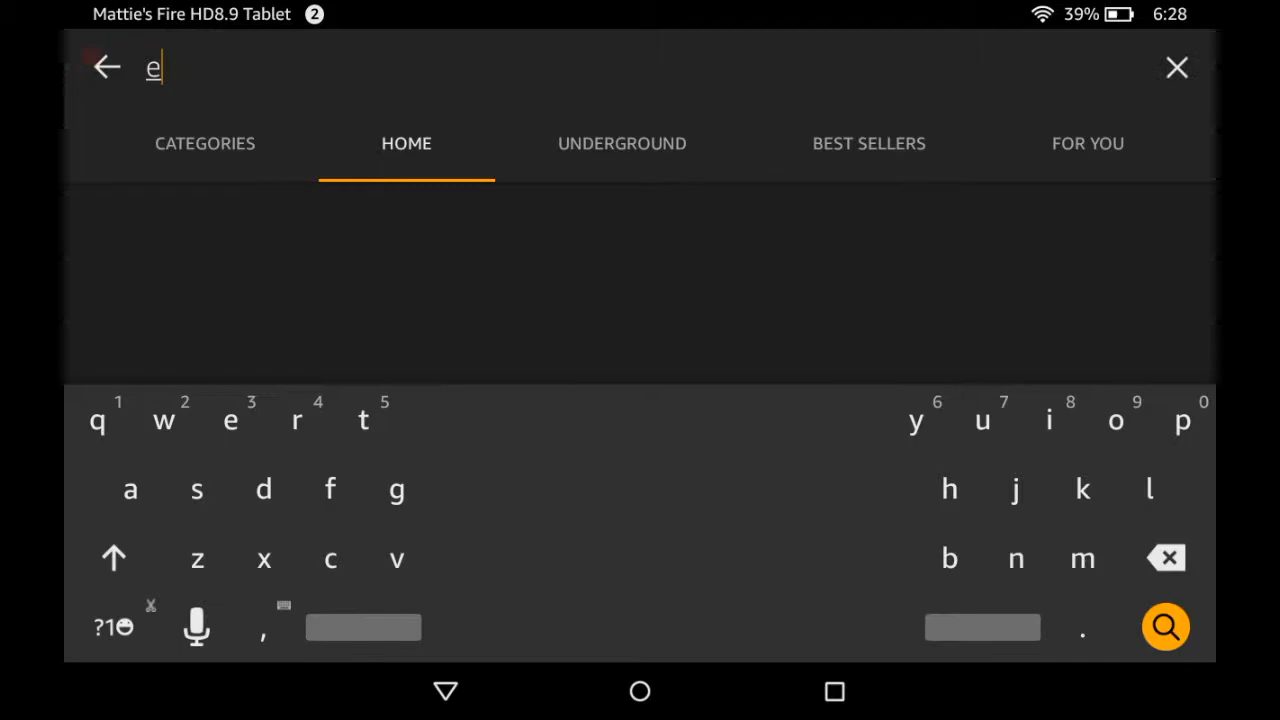 Mattie's Fire HD8.9 Tablet 2 39% 6:28
e
CATEGORIES HOME UNDERGROUND BEST SELLERS FOR YOU
q 1 w 2 e 3 r 4 t 5 y 6 u 7 i 8 o 9 p 0
a s d f g h j k l
z x c v b n m
?1 , .